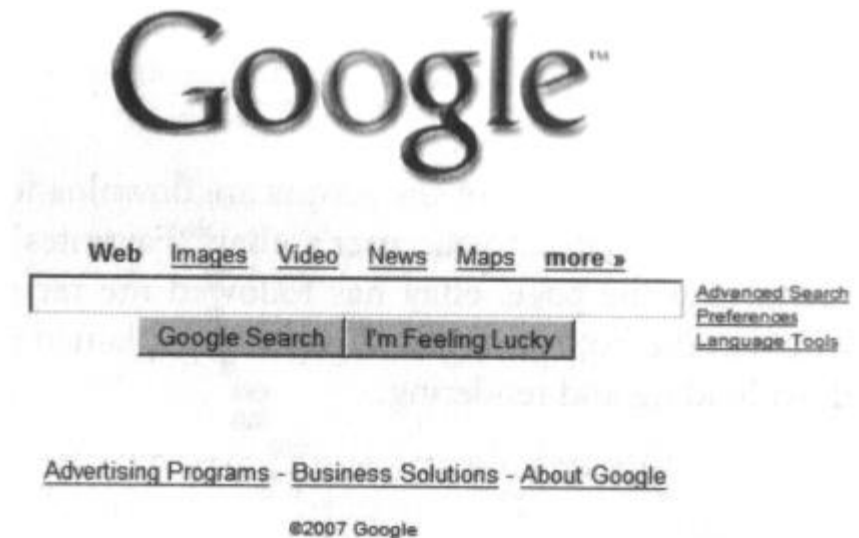 Google™
Web Images Video News Maps more »
Advanced Search
Preferences
Google Search I'm Feeling Lucky Language Tools
Advertising Programs - Business Solutions - About Google
©2007 Google